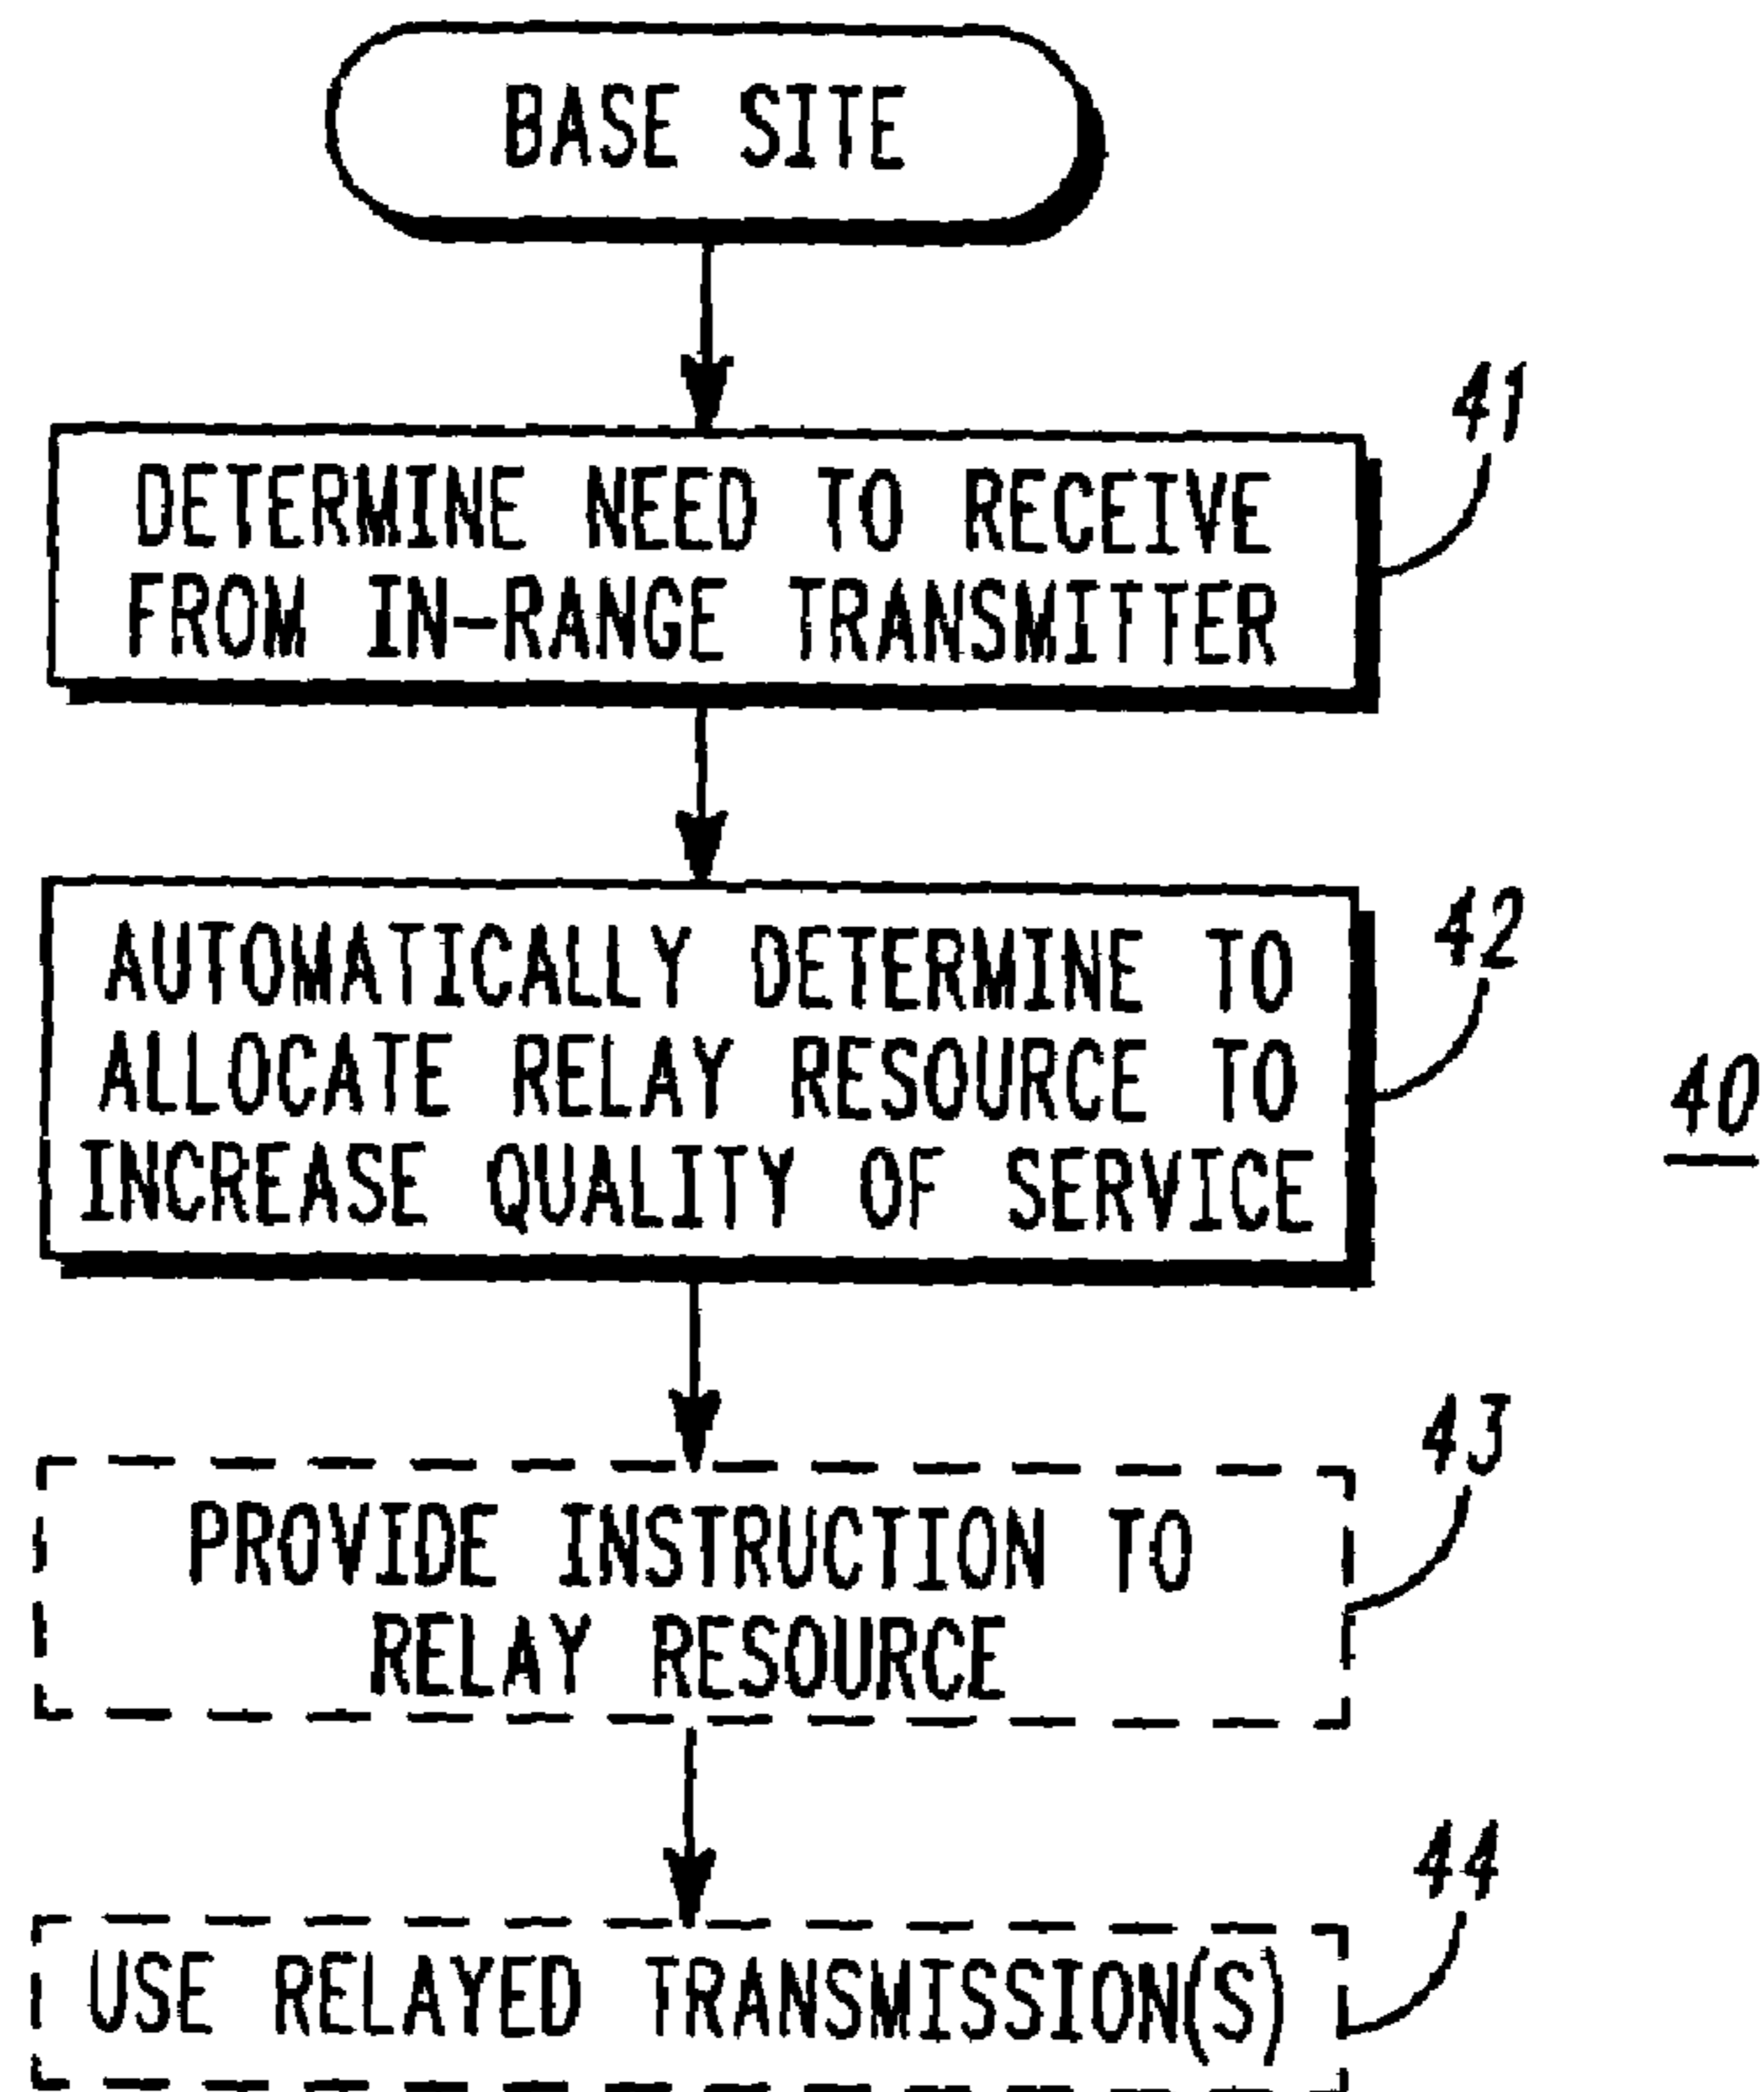 BASE SITE
41
DETERMINE NEED TO RECEIVE
FROM IN-RANGE TRANSMITTER
42
AUTOMATICALLY DETERMINE TO
ALLOCATE RELAY RESOURCE TO
INCREASE QUALITY OF SERVICE
40
43
PROVIDE INSTRUCTION TO
RELAY RESOURCE
44
USE RELAYED TRANSMISSION(S)